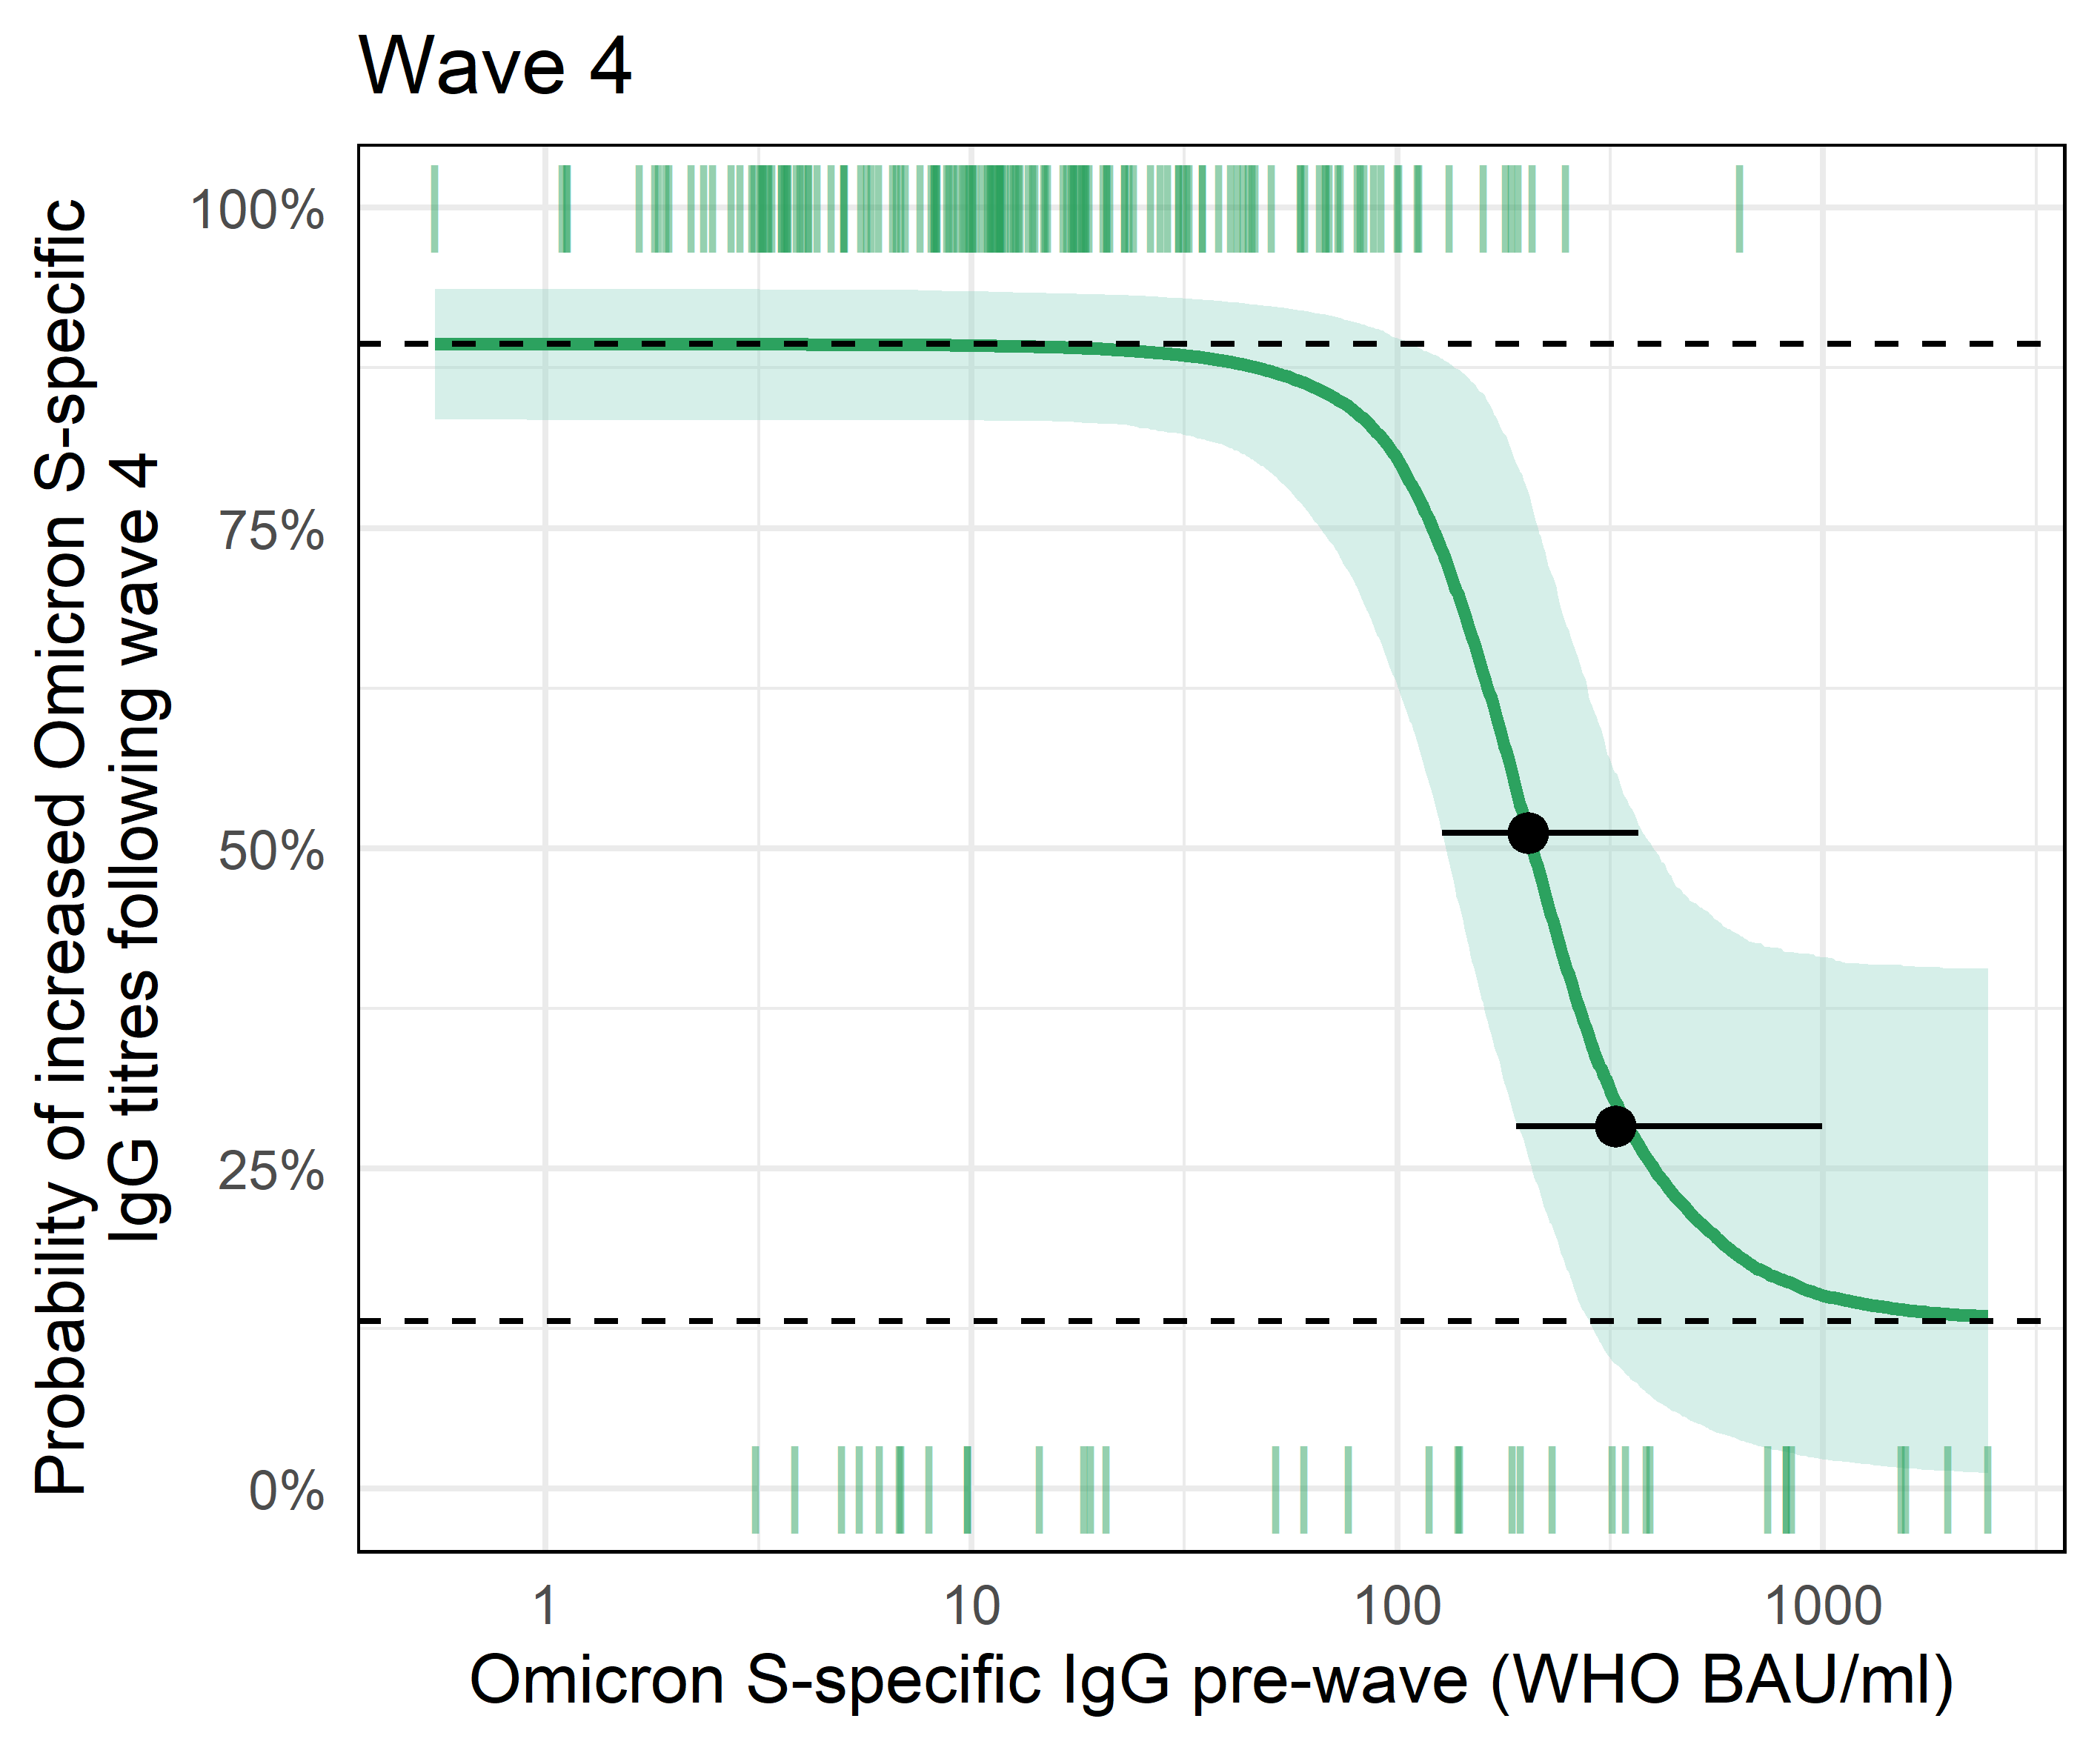 Wave 4
Probability of increased Omicron S-specific
IgG titres following wave 4
100%
75%
50%
25%
0%
1
10
100
1000
Omicron S-specific IgG pre-wave (WHO BAU/ml)